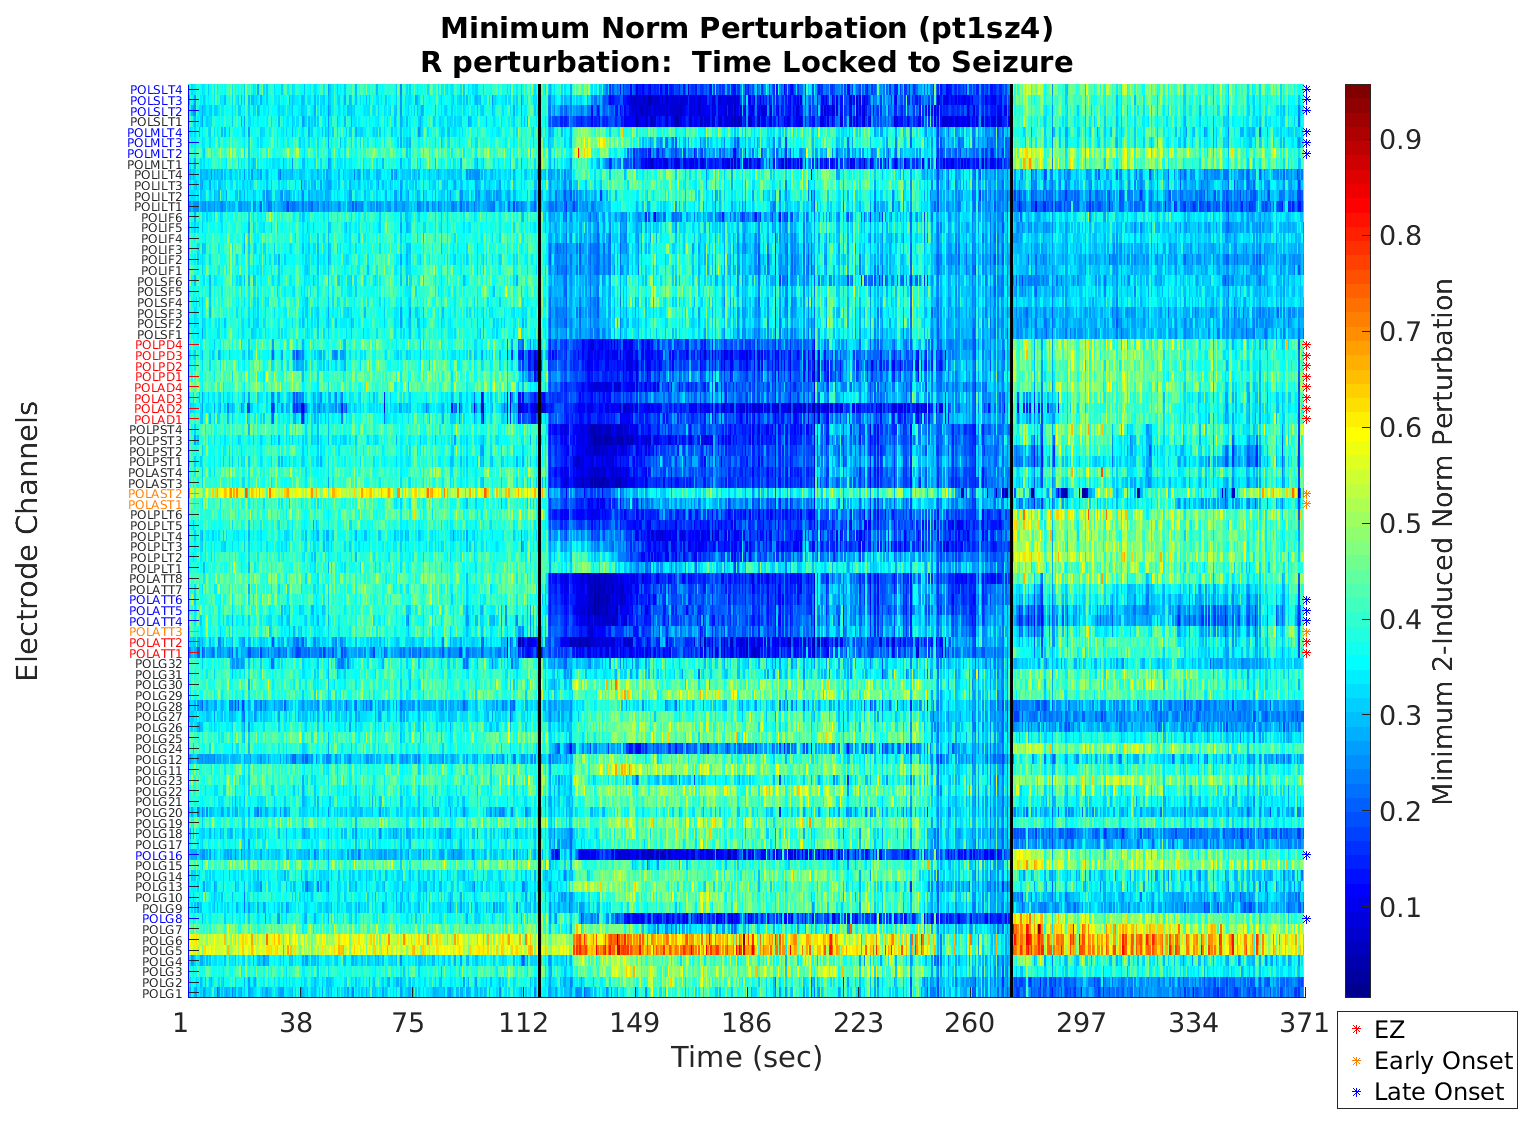 Minimum Norm Perturbation (pt1sz4)
R perturbation:  Time Locked to Seizure
Electrode Channels
POLSLT4
POLSLT3
POLSLT2
POLSLT1
POLMLT4
POLMLT3
POLMLT2
POLMLT1
POLILT4
POLILT3
POLILT2
POLILT1
POLIF6
POLIF5
POLIF4
POLIF3
POLIF2
POLIF1
POLSF6
POLSF5
POLSF4
POLSF3
POLSF2
POLSF1
POLPD4
POLPD3
POLPD2
POLPD1
POLAD4
POLAD3
POLAD2
POLAD1
POLPST4
POLPST3
POLPST2
POLPST1
POLAST4
POLAST3
POLAST2
POLAST1
POLPLT6
POLPLT5
POLPLT4
POLPLT3
POLPLT2
POLPLT1
POLATT8
POLATT7
POLATT6
POLATT5
POLATT4
POLATT3
POLATT2
POLATT1
POLG32
POLG31
POLG30
POLG29
POLG28
POLG27
POLG26
POLG25
POLG24
POLG12
POLG11
POLG23
POLG22
POLG21
POLG20
POLG19
POLG18
POLG17
POLG16
POLG15
POLG14
POLG13
POLG10
POLG9
POLG8
POLG7
POLG6
POLG5
POLG4
POLG3
POLG2
POLG1
1 38 75 112 149 186 223 260 297 334 371
Time (sec)
0.9
0.8
0.7
0.6
0.5
0.4
0.3
0.2
0.1
Minimum 2-Induced Norm Perturbation
EZ
Early Onset
Late Onset